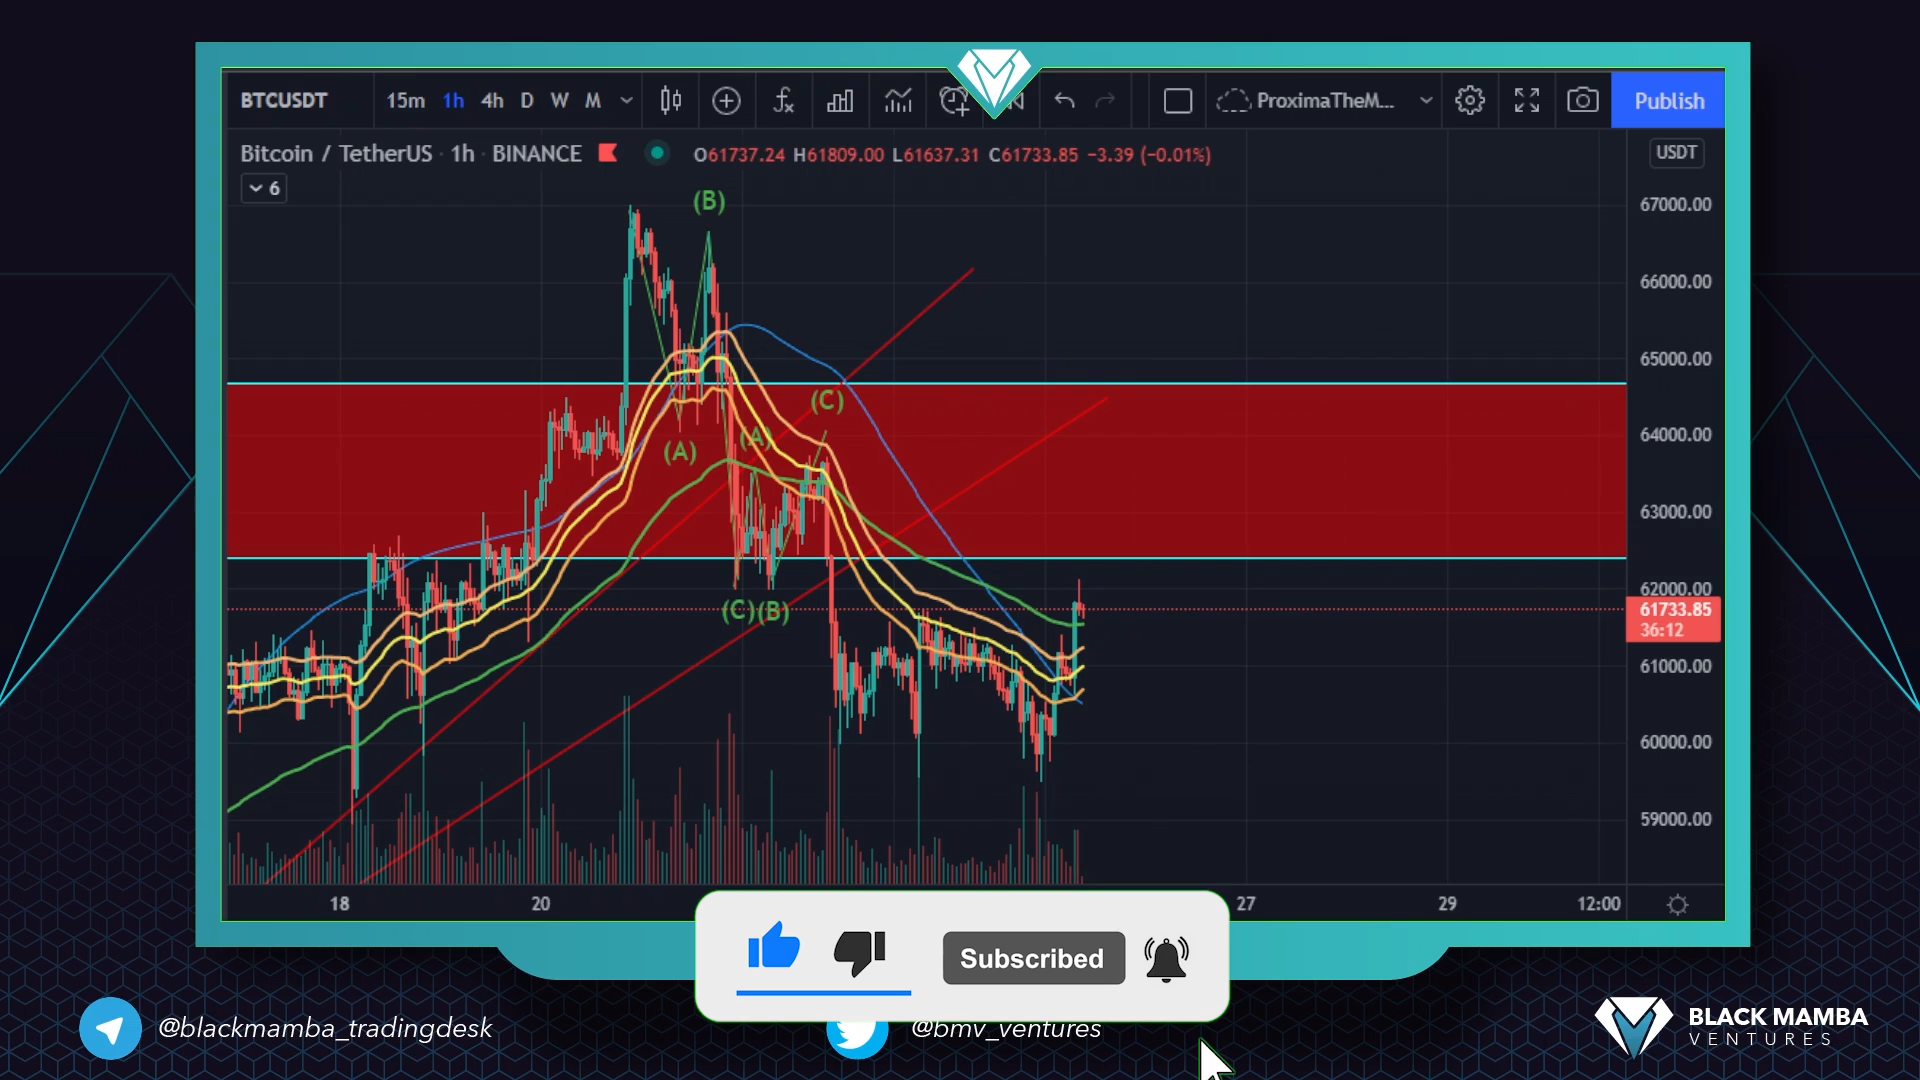 BTCUSDT 15m 1h 4h D W M ProximaTheM... Publish
Bitcoin / TetherUS · 1h · BINANCE O61737.24 H61809.00 L61637.31 C61733.85 −3.39 (−0.01%) USDT
6
(B)
67000.00
66000.00
65000.00
(C)
(A)
64000.00
(A)
63000.00
62000.00
(C)(B)
61733.85
36:12
61000.00
60000.00
59000.00
18 20 27 29 12:00
Subscribed
@blackmamba_tradingdesk @bmv_ventures
BLACK MAMBA
VENTURES